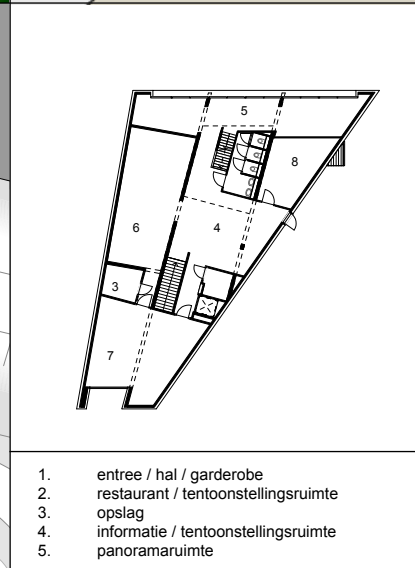 5
8
6
4
3
7
1. entree / hal / garderobe
2. restaurant / tentoonstellingsruimte
3. opslag
4. informatie / tentoonstellingsruimte
5. panoramaruimte